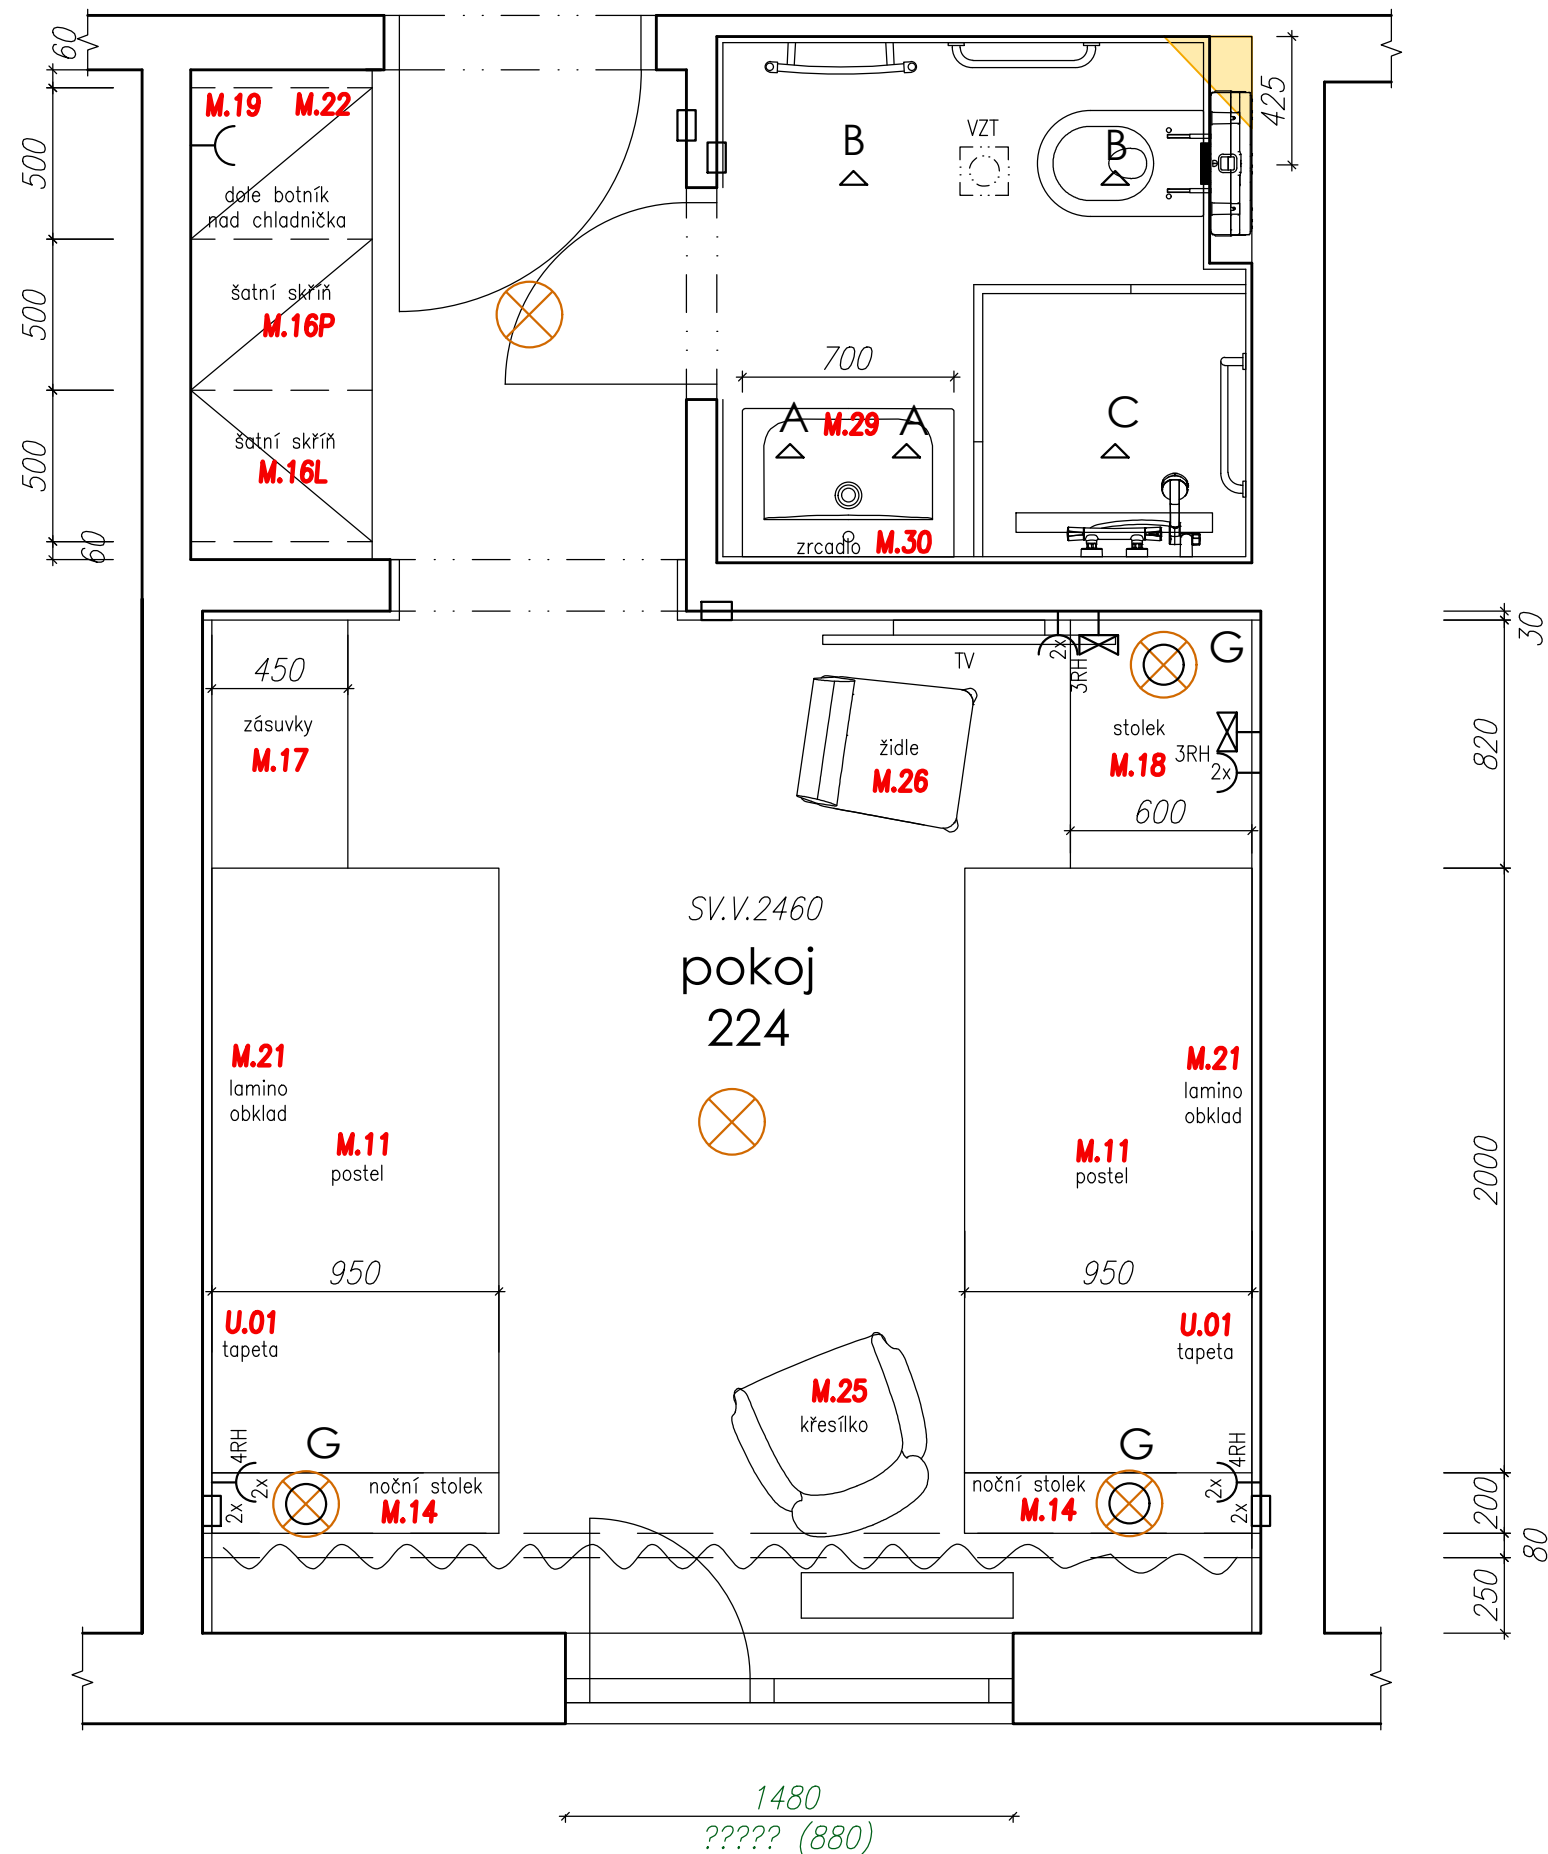 60
M.19 M.22
500
dole botník
nad chladnička
500
šatní skříň
M.16P
500
šatní skříň
M.16L
60
B
VZT
B
425
700
A M.29 A
C
zrcadlo M.30
30
450
zásuvky
M.17
TV
2x
3RH
G
židle
M.26
stolek
M.18
3RH
2x
600
820
SV.V.2460
pokoj
224
M.21
lamino
obklad
M.11
postel
M.21
lamino
obklad
M.11
postel
2000
950
950
U.01
tapeta
U.01
tapeta
M.25
křesílko
4RH
G
2x
2x
noční stolek
M.14
G
4RH
noční stolek
M.14
2x
2x
200
80
250
1480
????? (880)